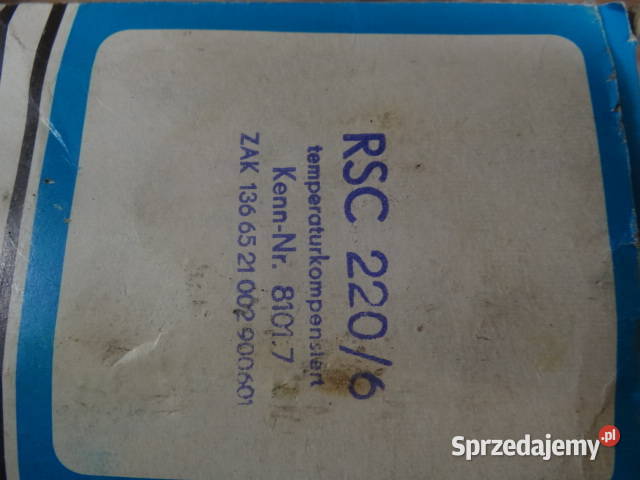 RSC 220/6
temperaturkompensiert
Kenn-Nr. 8101.7
ZAK 136 65 21 002 900601
Sprzedajemy.pl